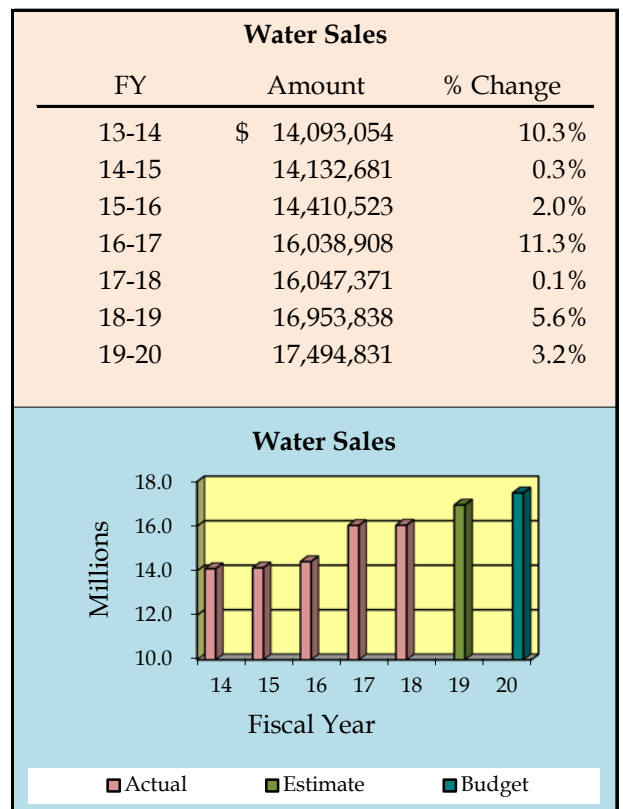 Water Sales
FY Amount % Change
13-14 $ 14,093,054 10.3%
14-15 14,132,681 0.3%
15-16 14,410,523 2.0%
16-17 16,038,908 11.3%
17-18 16,047,371 0.1%
18-19 16,953,838 5.6%
19-20 17,494,831 3.2%
Water Sales
Millions
18.0
16.0
14.0
12.0
10.0
14 15 16 17 18 19 20
Fiscal Year
Actual Estimate Budget